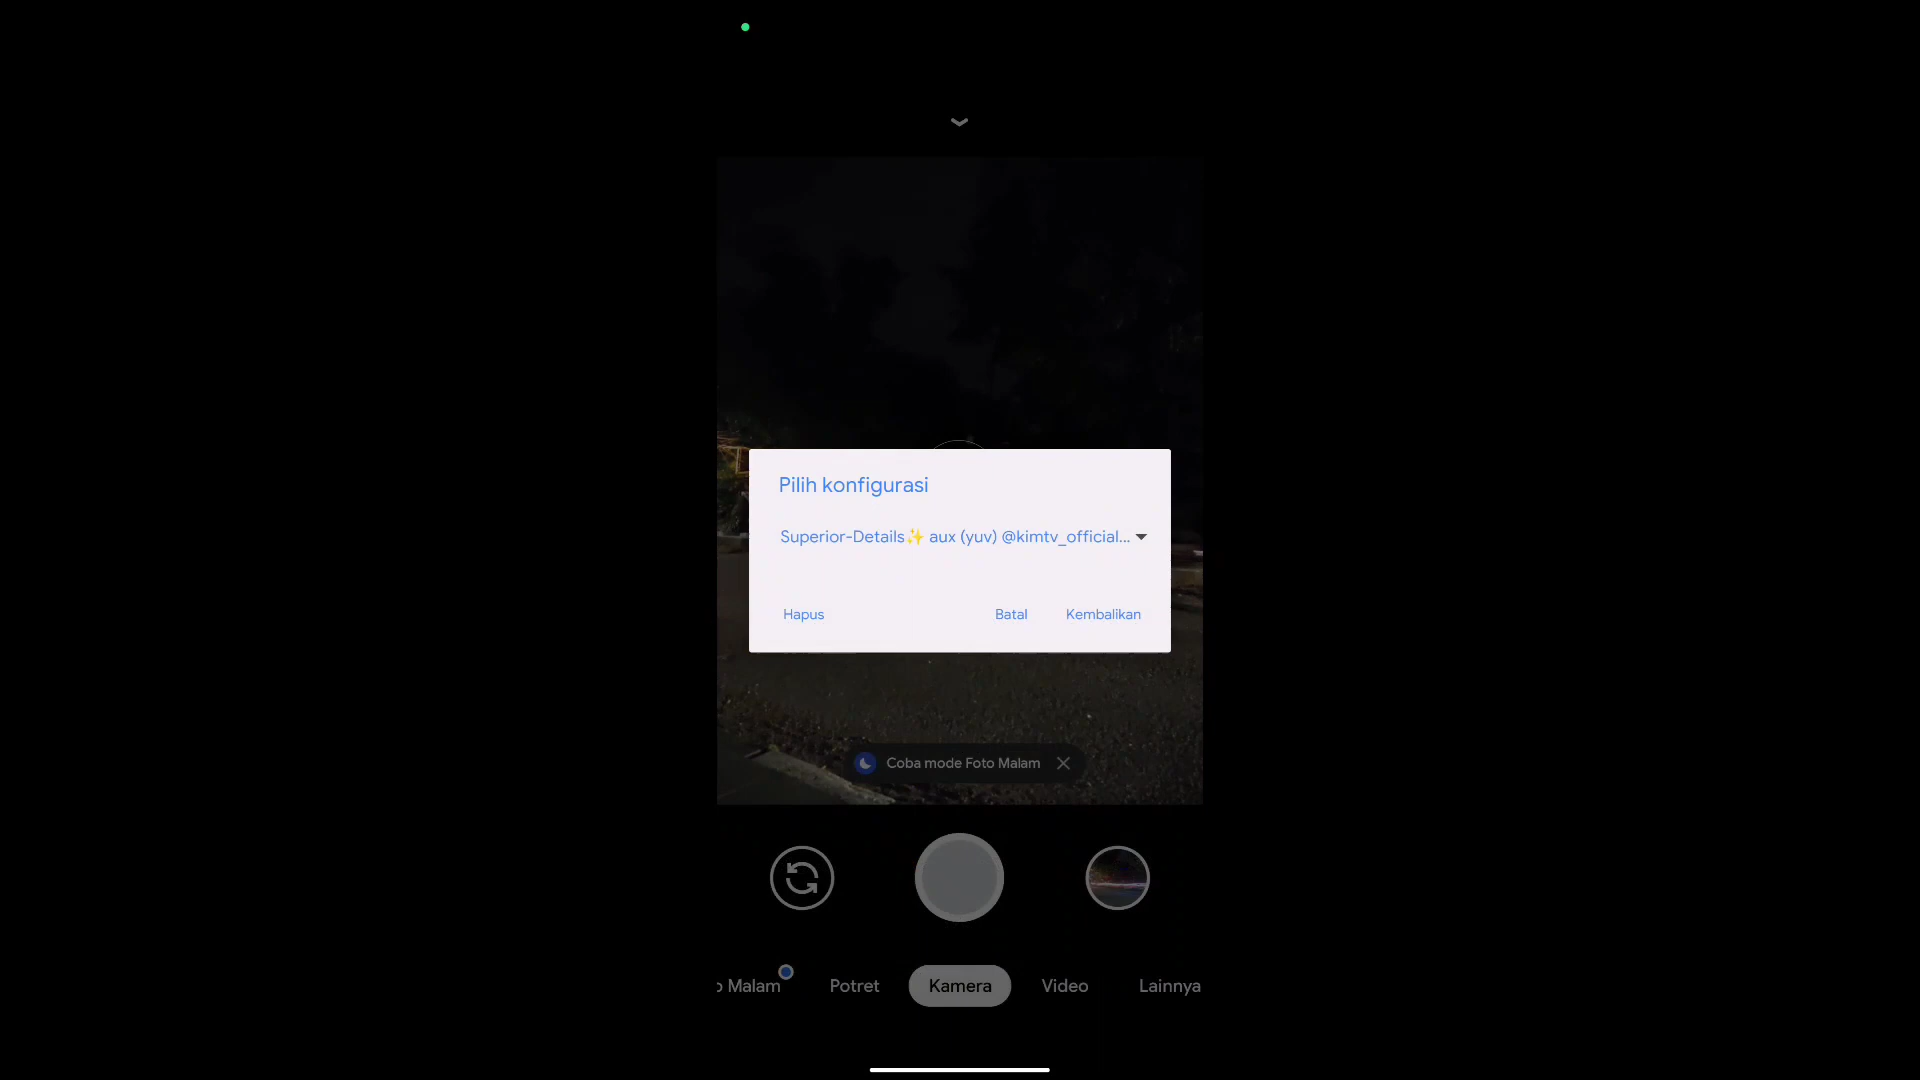 Pilih konfigurasi
Superior-Details✨ aux (yuv) @kimtv_official...
Hapus Batal Kembalikan
Coba mode Foto Malam
o Malam Potret Kamera Video Lainnya